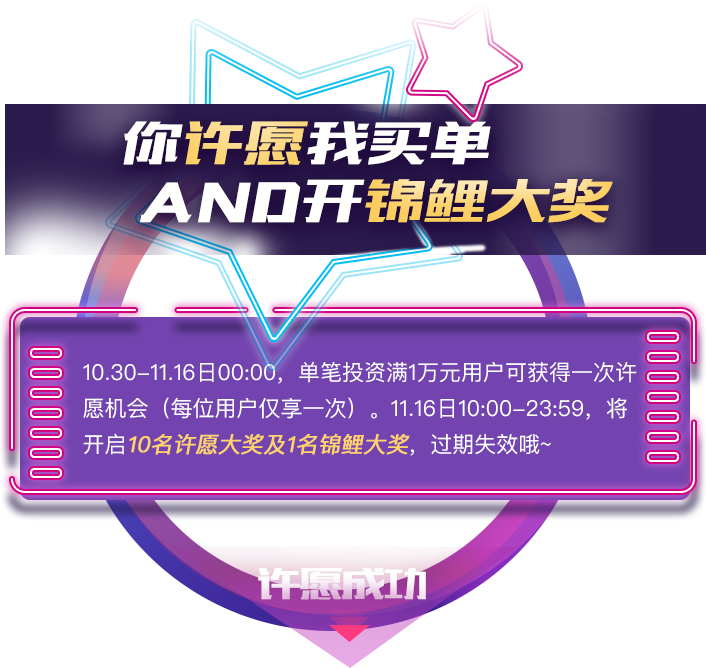 你许愿我买单
AND开锦鲤大奖
10.30-11.16日00:00，单笔投资满1万元用户可获得一次许
愿机会（每位用户仅享一次）。11.16日10:00-23:59，将
开启10名许愿大奖及1名锦鲤大奖，过期失效哦~
许愿成功